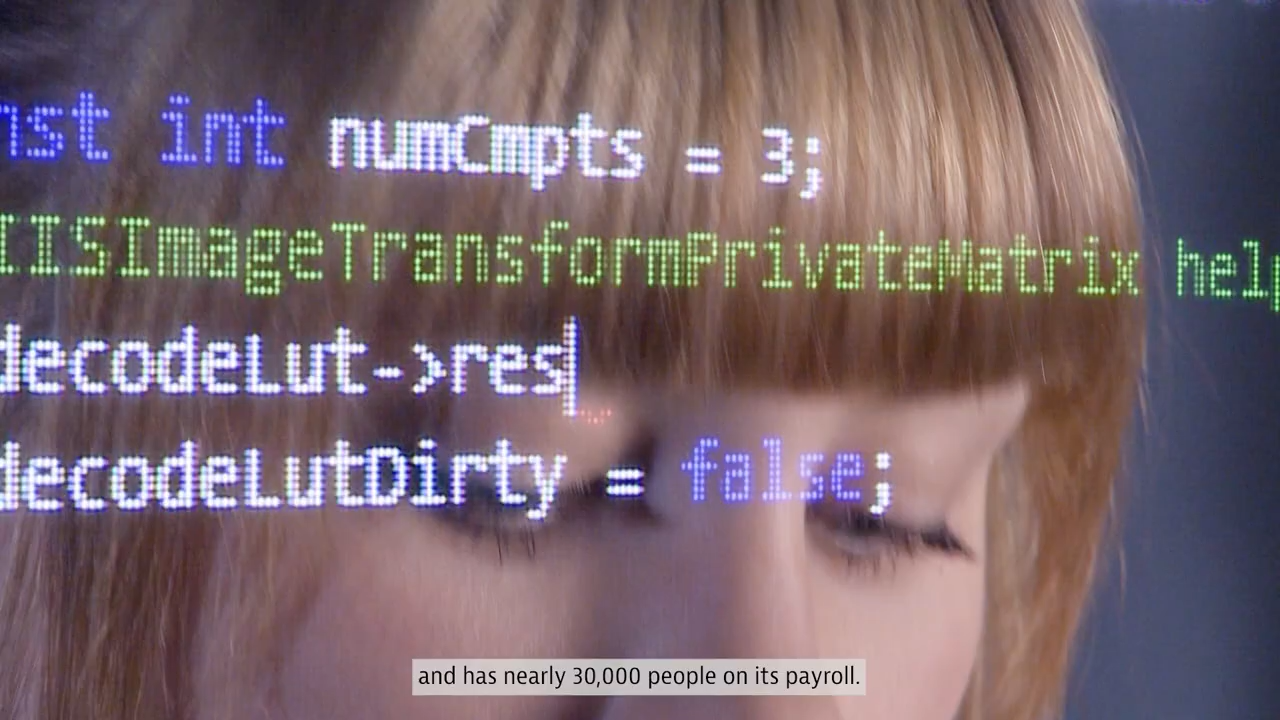 nst int numCmpts = 3;
IISImageTransformPrivateMatrix help
decodeLut->res
decodeLutDirty = false;
and has nearly 30,000 people on its payroll.